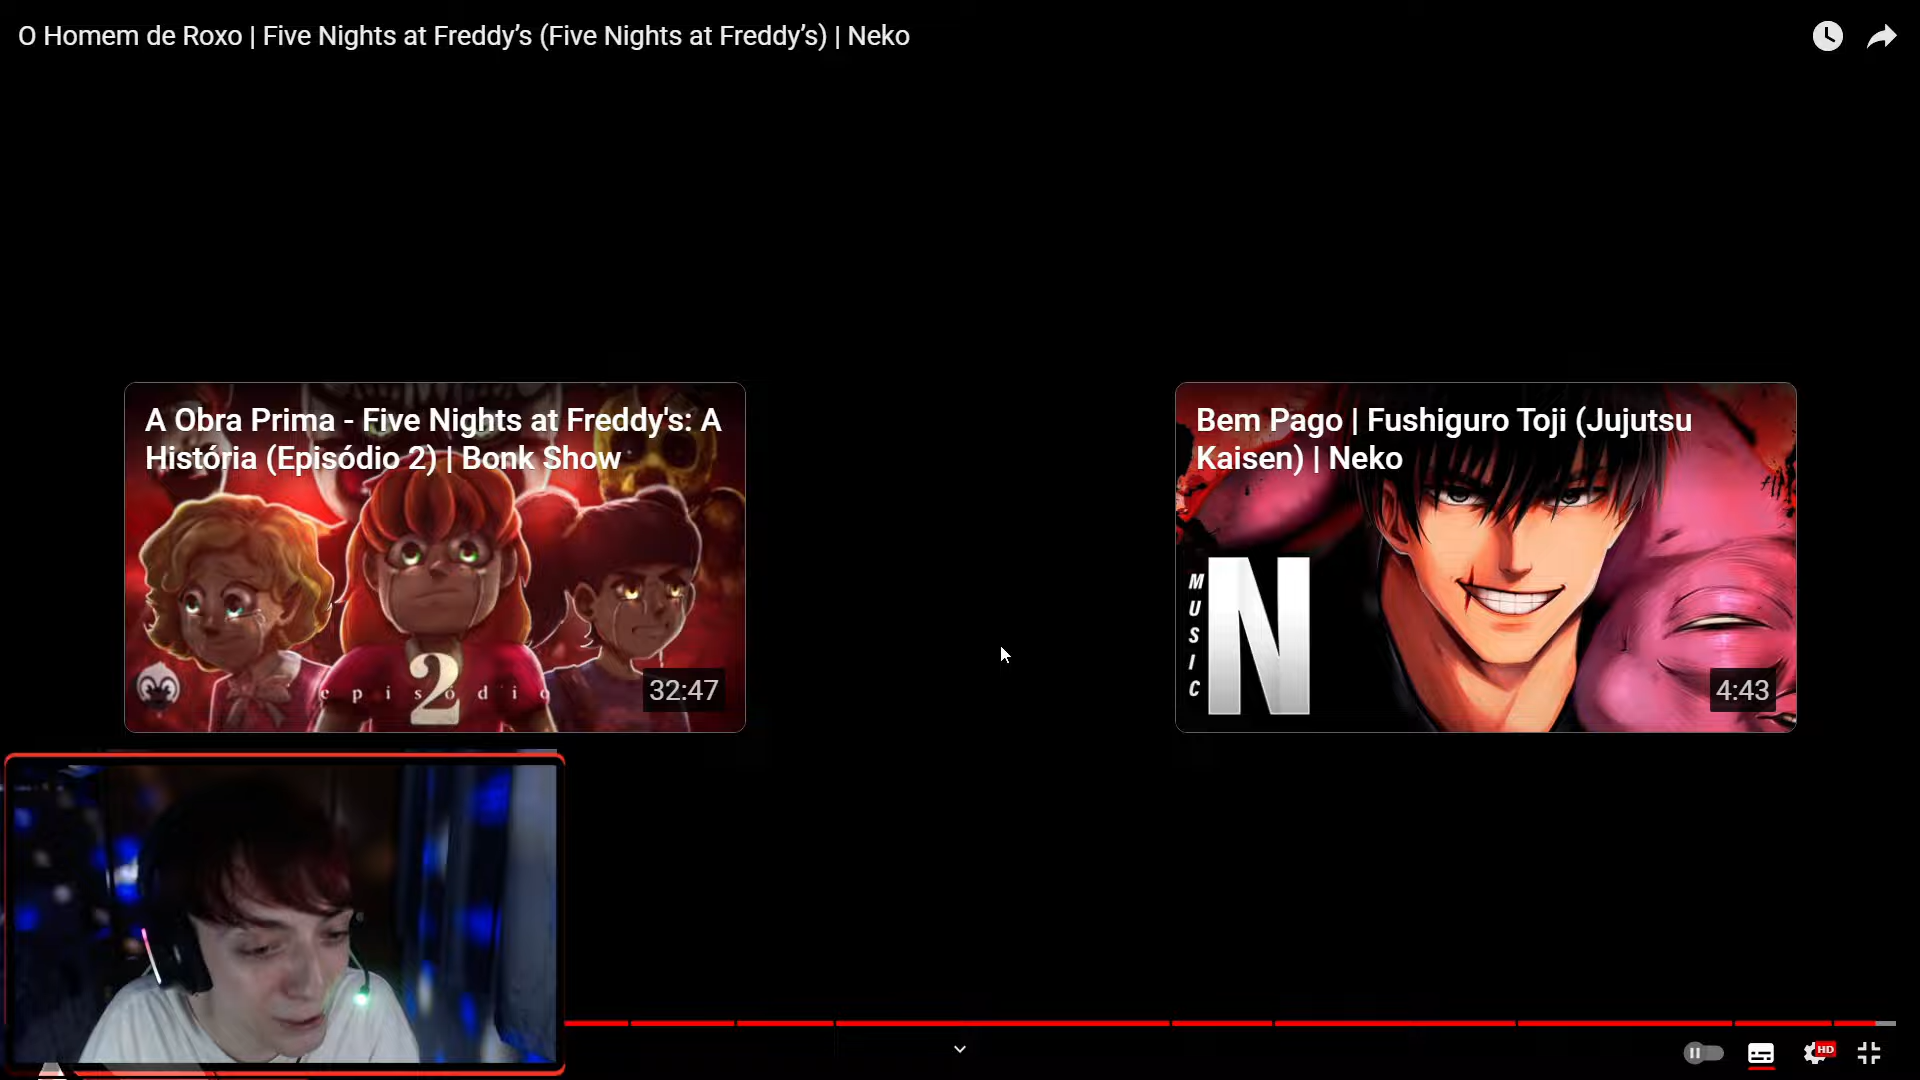 O Homem de Roxo | Five Nights at Freddy’s (Five Nights at Freddy’s) | Neko
A Obra Prima - Five Nights at Freddy's: A
História (Episódio 2) | Bonk Show
episódio
2
32:47
Bem Pago | Fushiguro Toji (Jujutsu
Kaisen) | Neko
MUSIC
N
4:43
HD